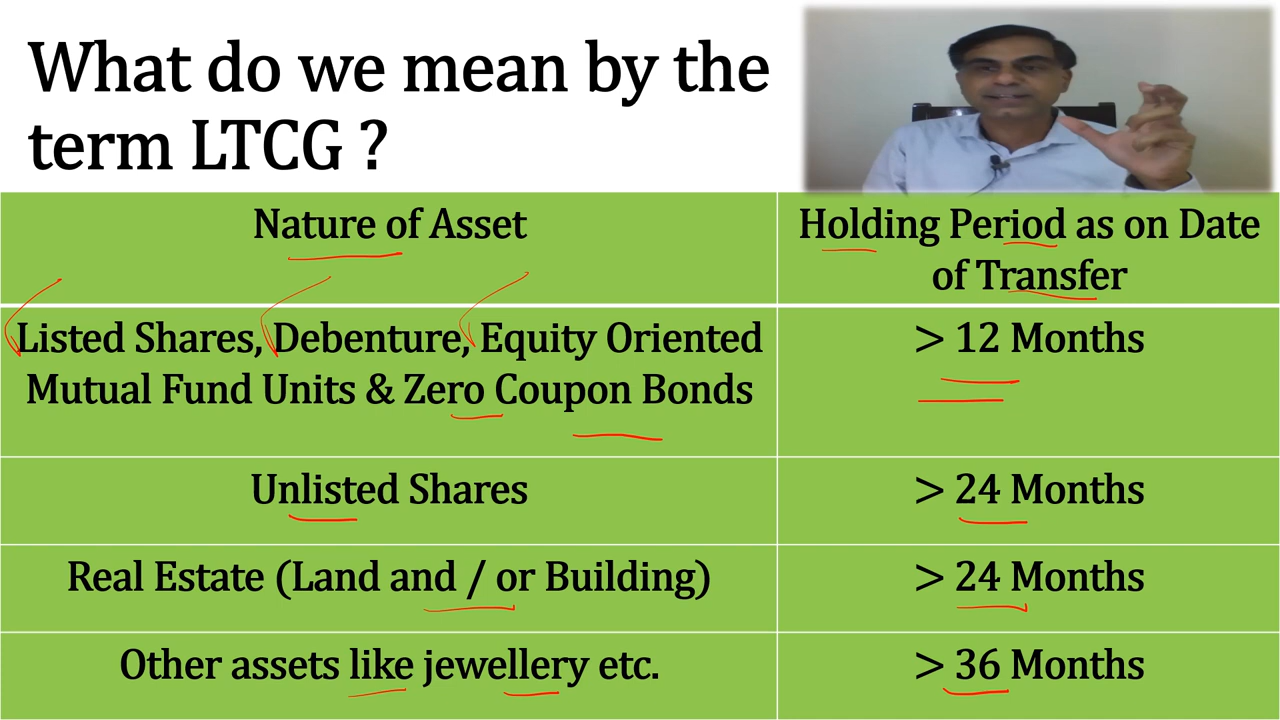 What do we mean by the
term LTCG ?
Nature of Asset
Holding Period as on Date
of Transfer
Listed Shares, Debenture, Equity Oriented
Mutual Fund Units & Zero Coupon Bonds
> 12 Months
Unlisted Shares
> 24 Months
Real Estate (Land and / or Building)
> 24 Months
Other assets like jewellery etc.
> 36 Months